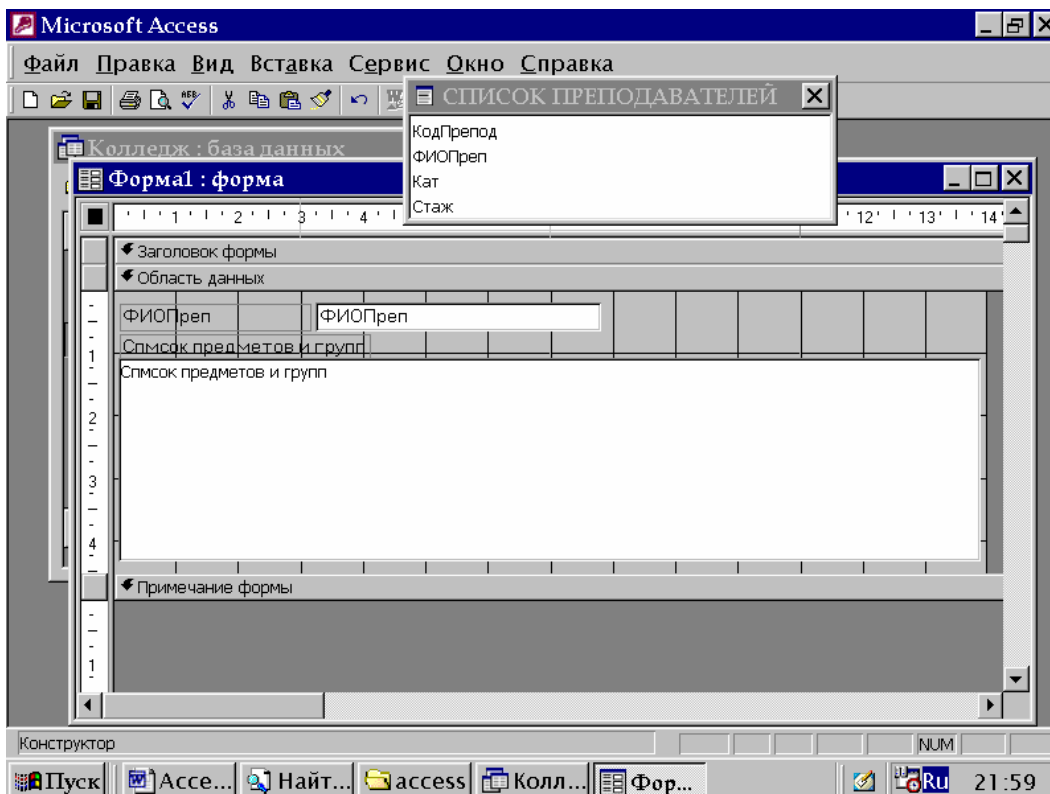 Microsoft Access
Файл Правка Вид Вставка Сервис Окно Справка
СПИСОК ПРЕПОДАВАТЕЛЕЙ
КодПрепод
ФИОПреп
Кат
Стаж
Колледж : база данных
Форма1 : форма
1 2 3 4 12 13 14
Заголовок формы
Область данных
ФИОПреп ФИОПреп
Спмсок предметов и групп
Спмсок предметов и групп
1
2
3
4
Примечание формы
1
Конструктор NUM
Пуск Acce... Найт... access Колл... Фор... Ru 21:59